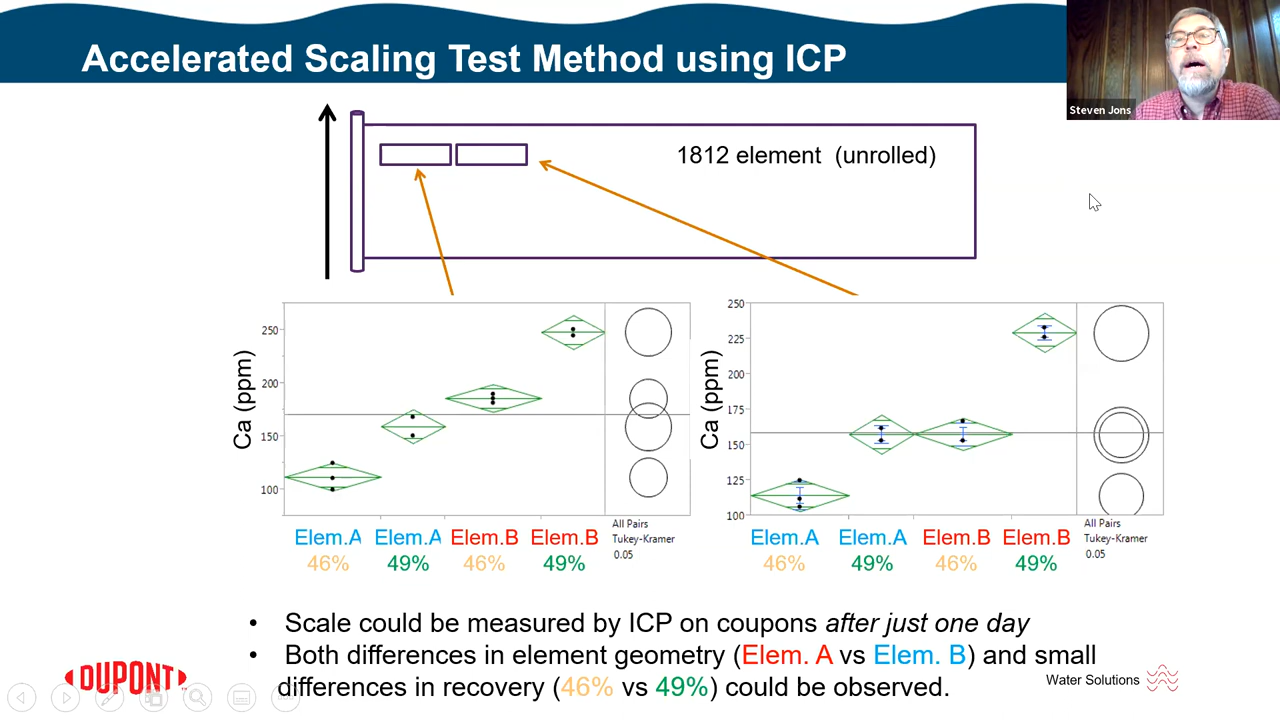 Accelerated Scaling Test Method using ICP
Steven Jons
1812 element (unrolled)
Ca (ppm)
250
200
150
100
Elem.A Elem.A Elem.B Elem.B
46% 49% 46% 49%
All Pairs
Tukey-Kramer
0.05
Ca (ppm)
250
225
200
175
150
125
100
Elem.A Elem.A Elem.B Elem.B
46% 49% 46% 49%
All Pairs
Tukey-Kramer
0.05
• Scale could be measured by ICP on coupons after just one day
• Both differences in element geometry (Elem. A vs Elem. B) and small
differences in recovery (46% vs 49%) could be observed.
DUPONT™
Water Solutions